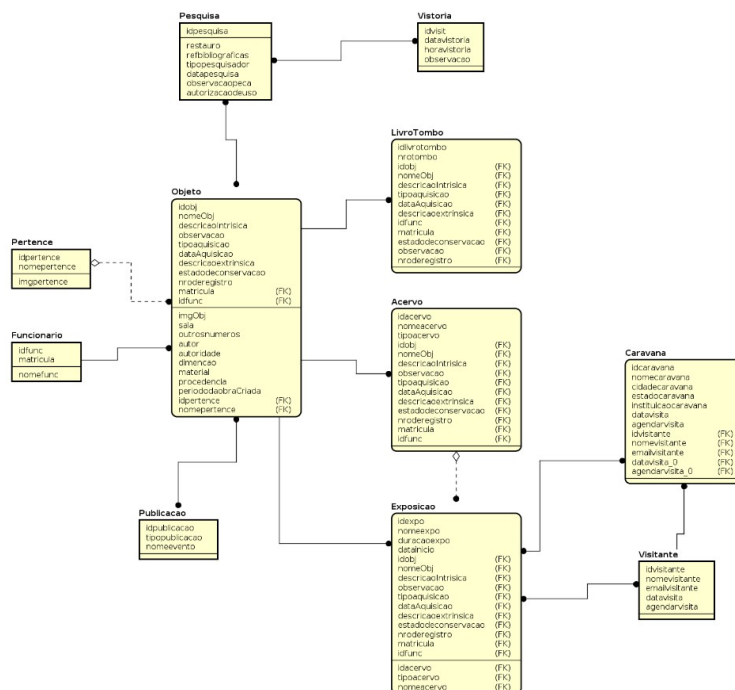 Pesquisa
idpesquisa
restauro
refbibliograficas
tipopesquisador
datapesquisa
observacaopeca
autorizacaodeuso
Vistoria
idvisit
datavistoria
horavistoria
observacao
LivroTombo
idlivrotombo
nrotombo
idobj (FK)
nomeObj (FK)
descricaoIntrisica (FK)
tipoaquisicao (FK)
dataAquisicao (FK)
descricaoextrinsica (FK)
idfunc (FK)
matricula (FK)
estadodeconservacao (FK)
observacao (FK)
nroderegistro (FK)
Objeto
idobj
nomeObj
descricaoIntrisica
observacao
tipoaquisicao
dataAquisicao
descricaoextrinsica
estadodeconservacao
nroderegistro
matricula (FK)
idfunc (FK)
imgObj
sala
outrosnumeros
autor
autoridade
dimencao
material
procedencia
periododaobraCriada
idpertence (FK)
nomepertence (FK)
Pertence
idpertence
nomepertence
imgpertence
Funcionario
idfunc
matricula
nomefunc
Acervo
idacervo
nomeacervo
tipoacervo
idobj (FK)
nomeObj (FK)
descricaoIntrisica (FK)
observacao (FK)
tipoaquisicao (FK)
dataAquisicao (FK)
descricaoextrinsica (FK)
estadodeconservacao (FK)
nroderegistro (FK)
matricula (FK)
idfunc (FK)
Caravana
idcaravana
nomecaravana
cidadecaravana
estadocaravana
instituicaocaravana
datavisita
agendarvisita
idvisitante (FK)
nomevisitante (FK)
emailvisitante (FK)
datavisita_0 (FK)
agendarvisita_0 (FK)
Publicacao
idpublicacao
tipopublicacao
nomeevento
Exposicao
idexpo
nomeexpo
duracaoexpo
datainicio
idobj (FK)
nomeObj (FK)
descricaoIntrisica (FK)
observacao (FK)
tipoaquisicao (FK)
dataAquisicao (FK)
descricaoextrinsica (FK)
estadodeconservacao (FK)
nroderegistro (FK)
matricula (FK)
idfunc (FK)
idacervo (FK)
tipoacervo (FK)
nomeacervo (FK)
Visitante
idvisitante
nomevisitante
emailvisitante
datavisita
agendarvisita